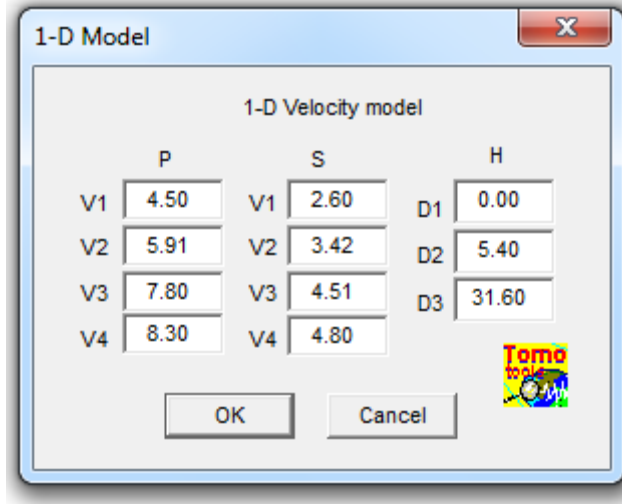 1-D Model
1-D Velocity model
P S H
V1 4.50 V1 2.60 D1 0.00
V2 5.91 V2 3.42 D2 5.40
V3 7.80 V3 4.51 D3 31.60
V4 8.30 V4 4.80
Tomo
tools
OK Cancel